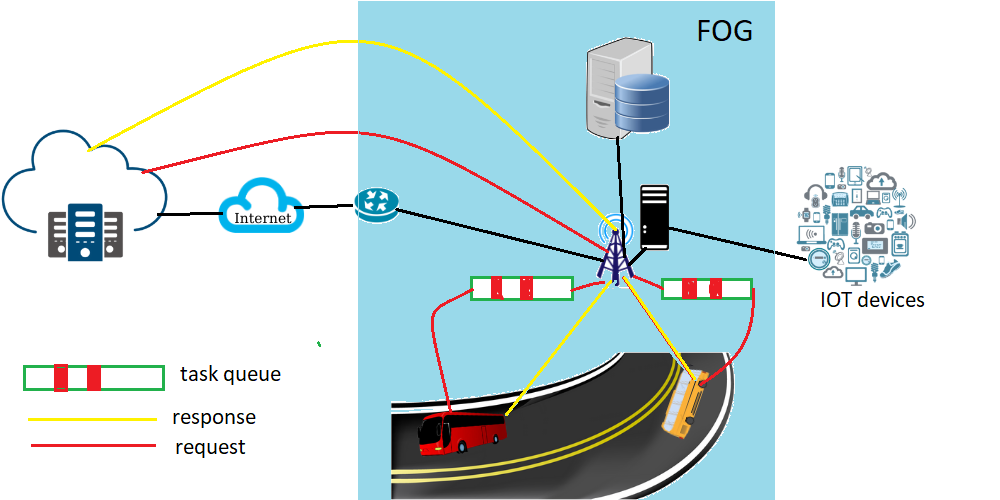 FOG
Internet
IOT devices
task queue
response
request